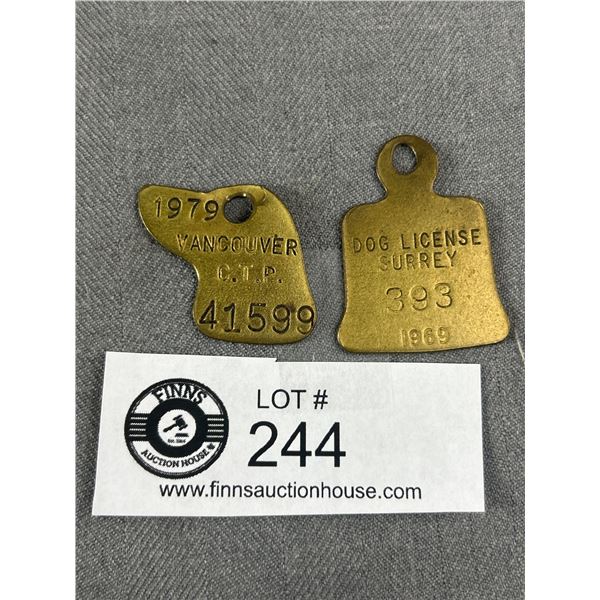 1979
VANCOUVER
C.T.P.
41599
DOG LICENSE
SURREY
393
1969
FINNS
AUCTION HOUSE
LOT #
244
www.finnsauctionhouse.com